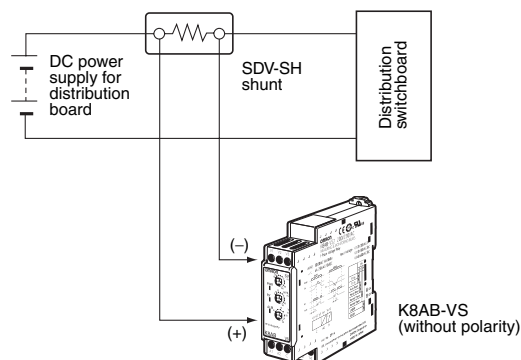 DC power
supply for
distribution
board
SDV-SH
shunt
Distribution
switchboard
(−)
(+)
K8AB-VS
(without polarity)